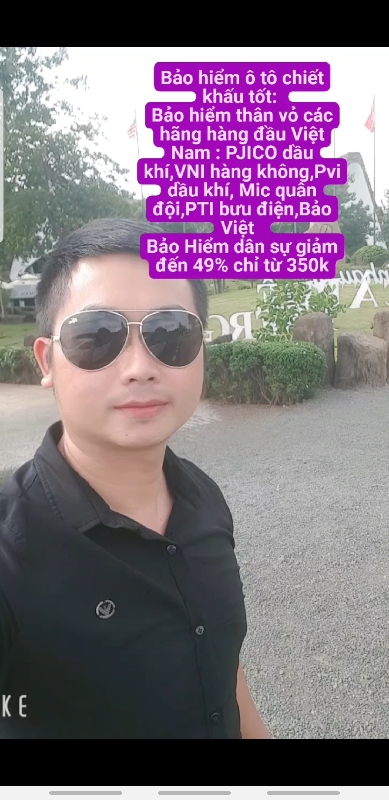 Bảo hiểm ô tô chiết
khấu tốt:
Bảo hiểm thân vỏ các
hãng hàng đầu Việt
Nam : PJICO dầu
khí,VNI hàng không,Pvi
dầu khí, Mic quân
đội,PTI bưu điện,Bảo
Việt
Bảo Hiểm dân sự giảm
đến 49% chỉ từ 350k
KE